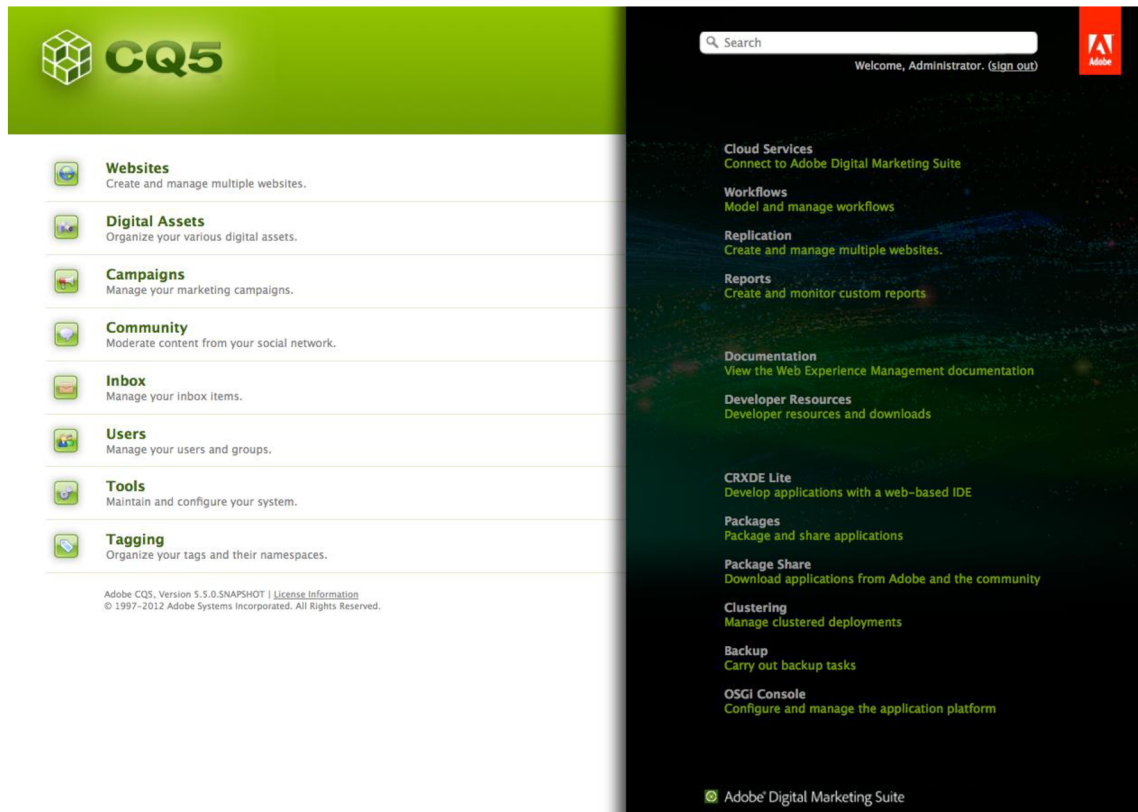 CQ5
Websites
Create and manage multiple websites.
Digital Assets
Organize your various digital assets.
Campaigns
Manage your marketing campaigns.
Community
Moderate content from your social network.
Inbox
Manage your inbox items.
Users
Manage your users and groups.
Tools
Maintain and configure your system.
Tagging
Organize your tags and their namespaces.
Adobe CQ5, Version 5.5.0.SNAPSHOT | License Information
© 1997-2012 Adobe Systems Incorporated. All Rights Reserved.
Search
Adobe
Welcome, Administrator. (sign out)
Cloud Services
Connect to Adobe Digital Marketing Suite
Workflows
Model and manage workflows
Replication
Create and manage multiple websites.
Reports
Create and monitor custom reports
Documentation
View the Web Experience Management documentation
Developer Resources
Developer resources and downloads
CRXDE Lite
Develop applications with a web-based IDE
Packages
Package and share applications
Package Share
Download applications from Adobe and the community
Clustering
Manage clustered deployments
Backup
Carry out backup tasks
OSGi Console
Configure and manage the application platform
Adobe® Digital Marketing Suite